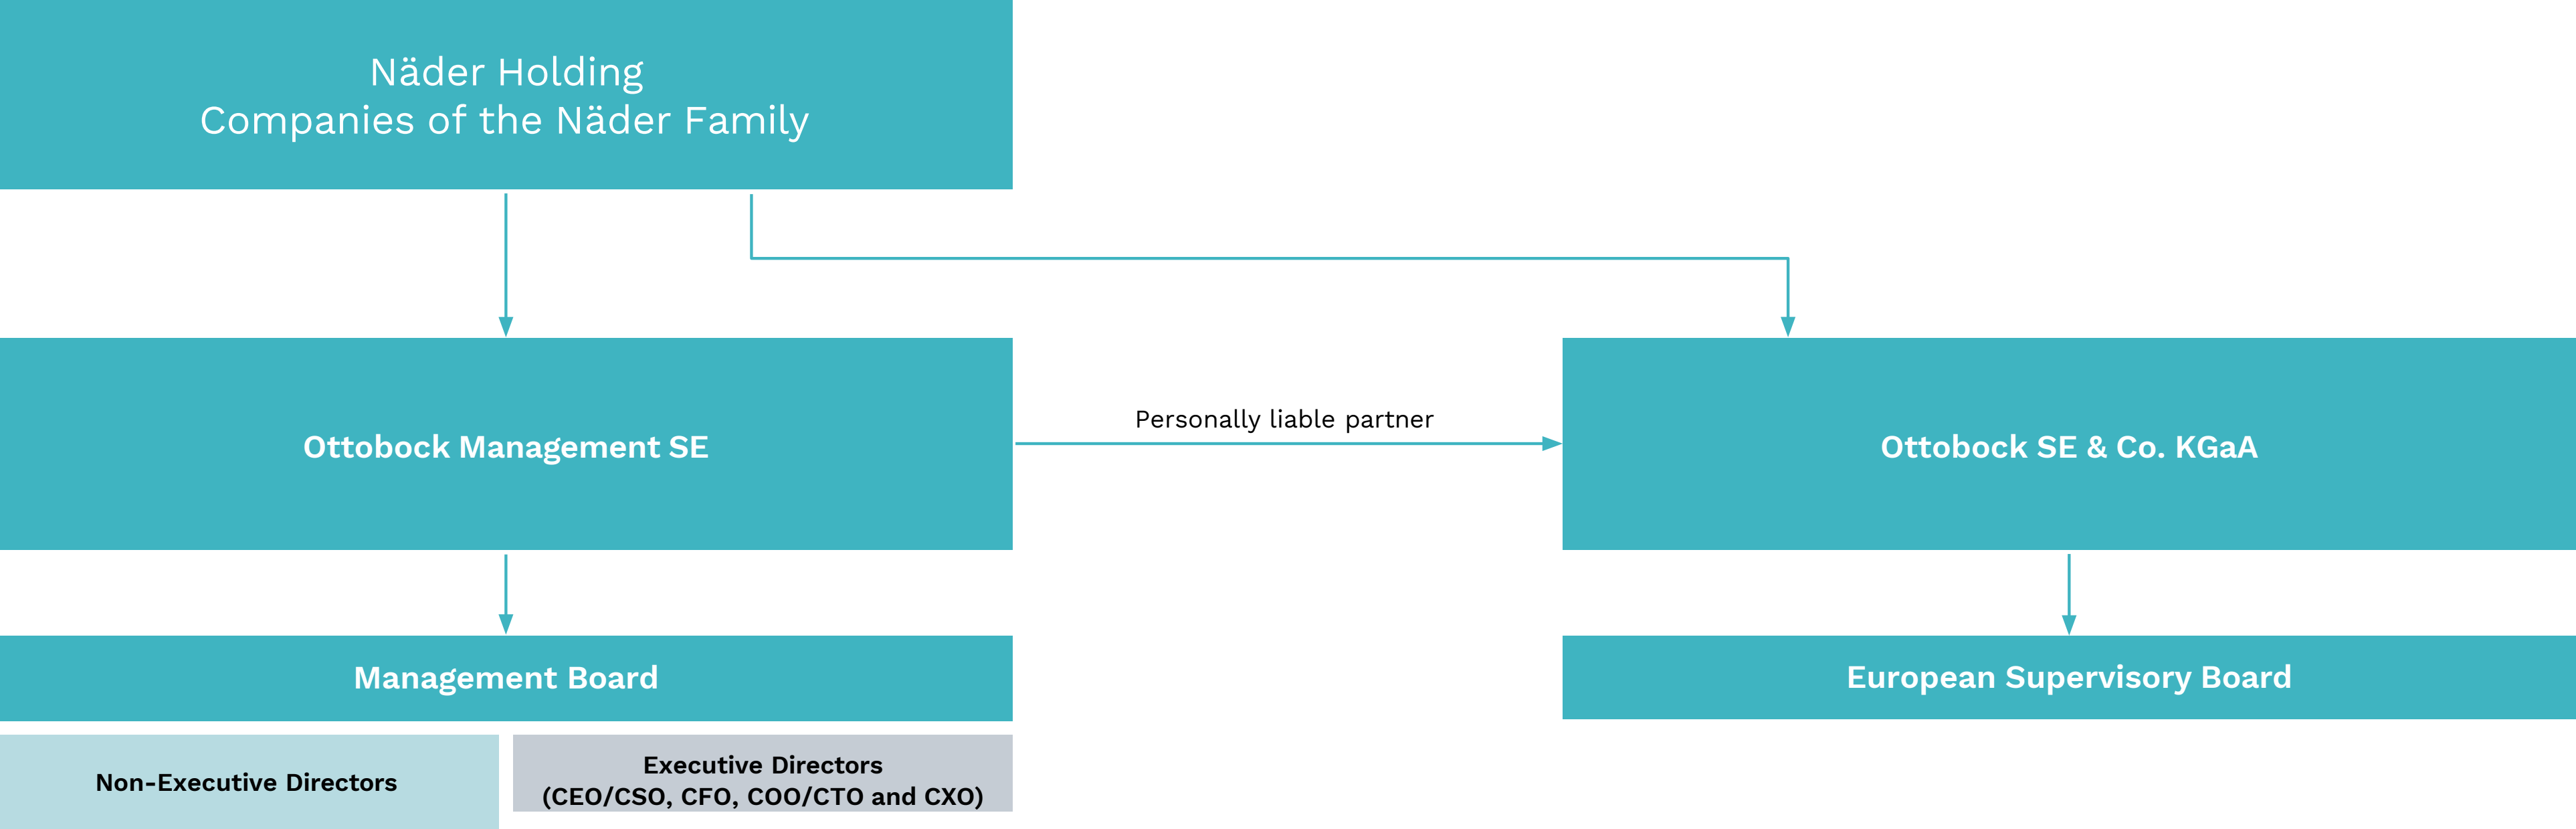 Näder Holding
Companies of the Näder Family
Ottobock Management SE
Personally liable partner
Ottobock SE & Co. KGaA
Management Board
European Supervisory Board
Non-Executive Directors
Executive Directors
(CEO/CSO, CFO, COO/CTO and CXO)